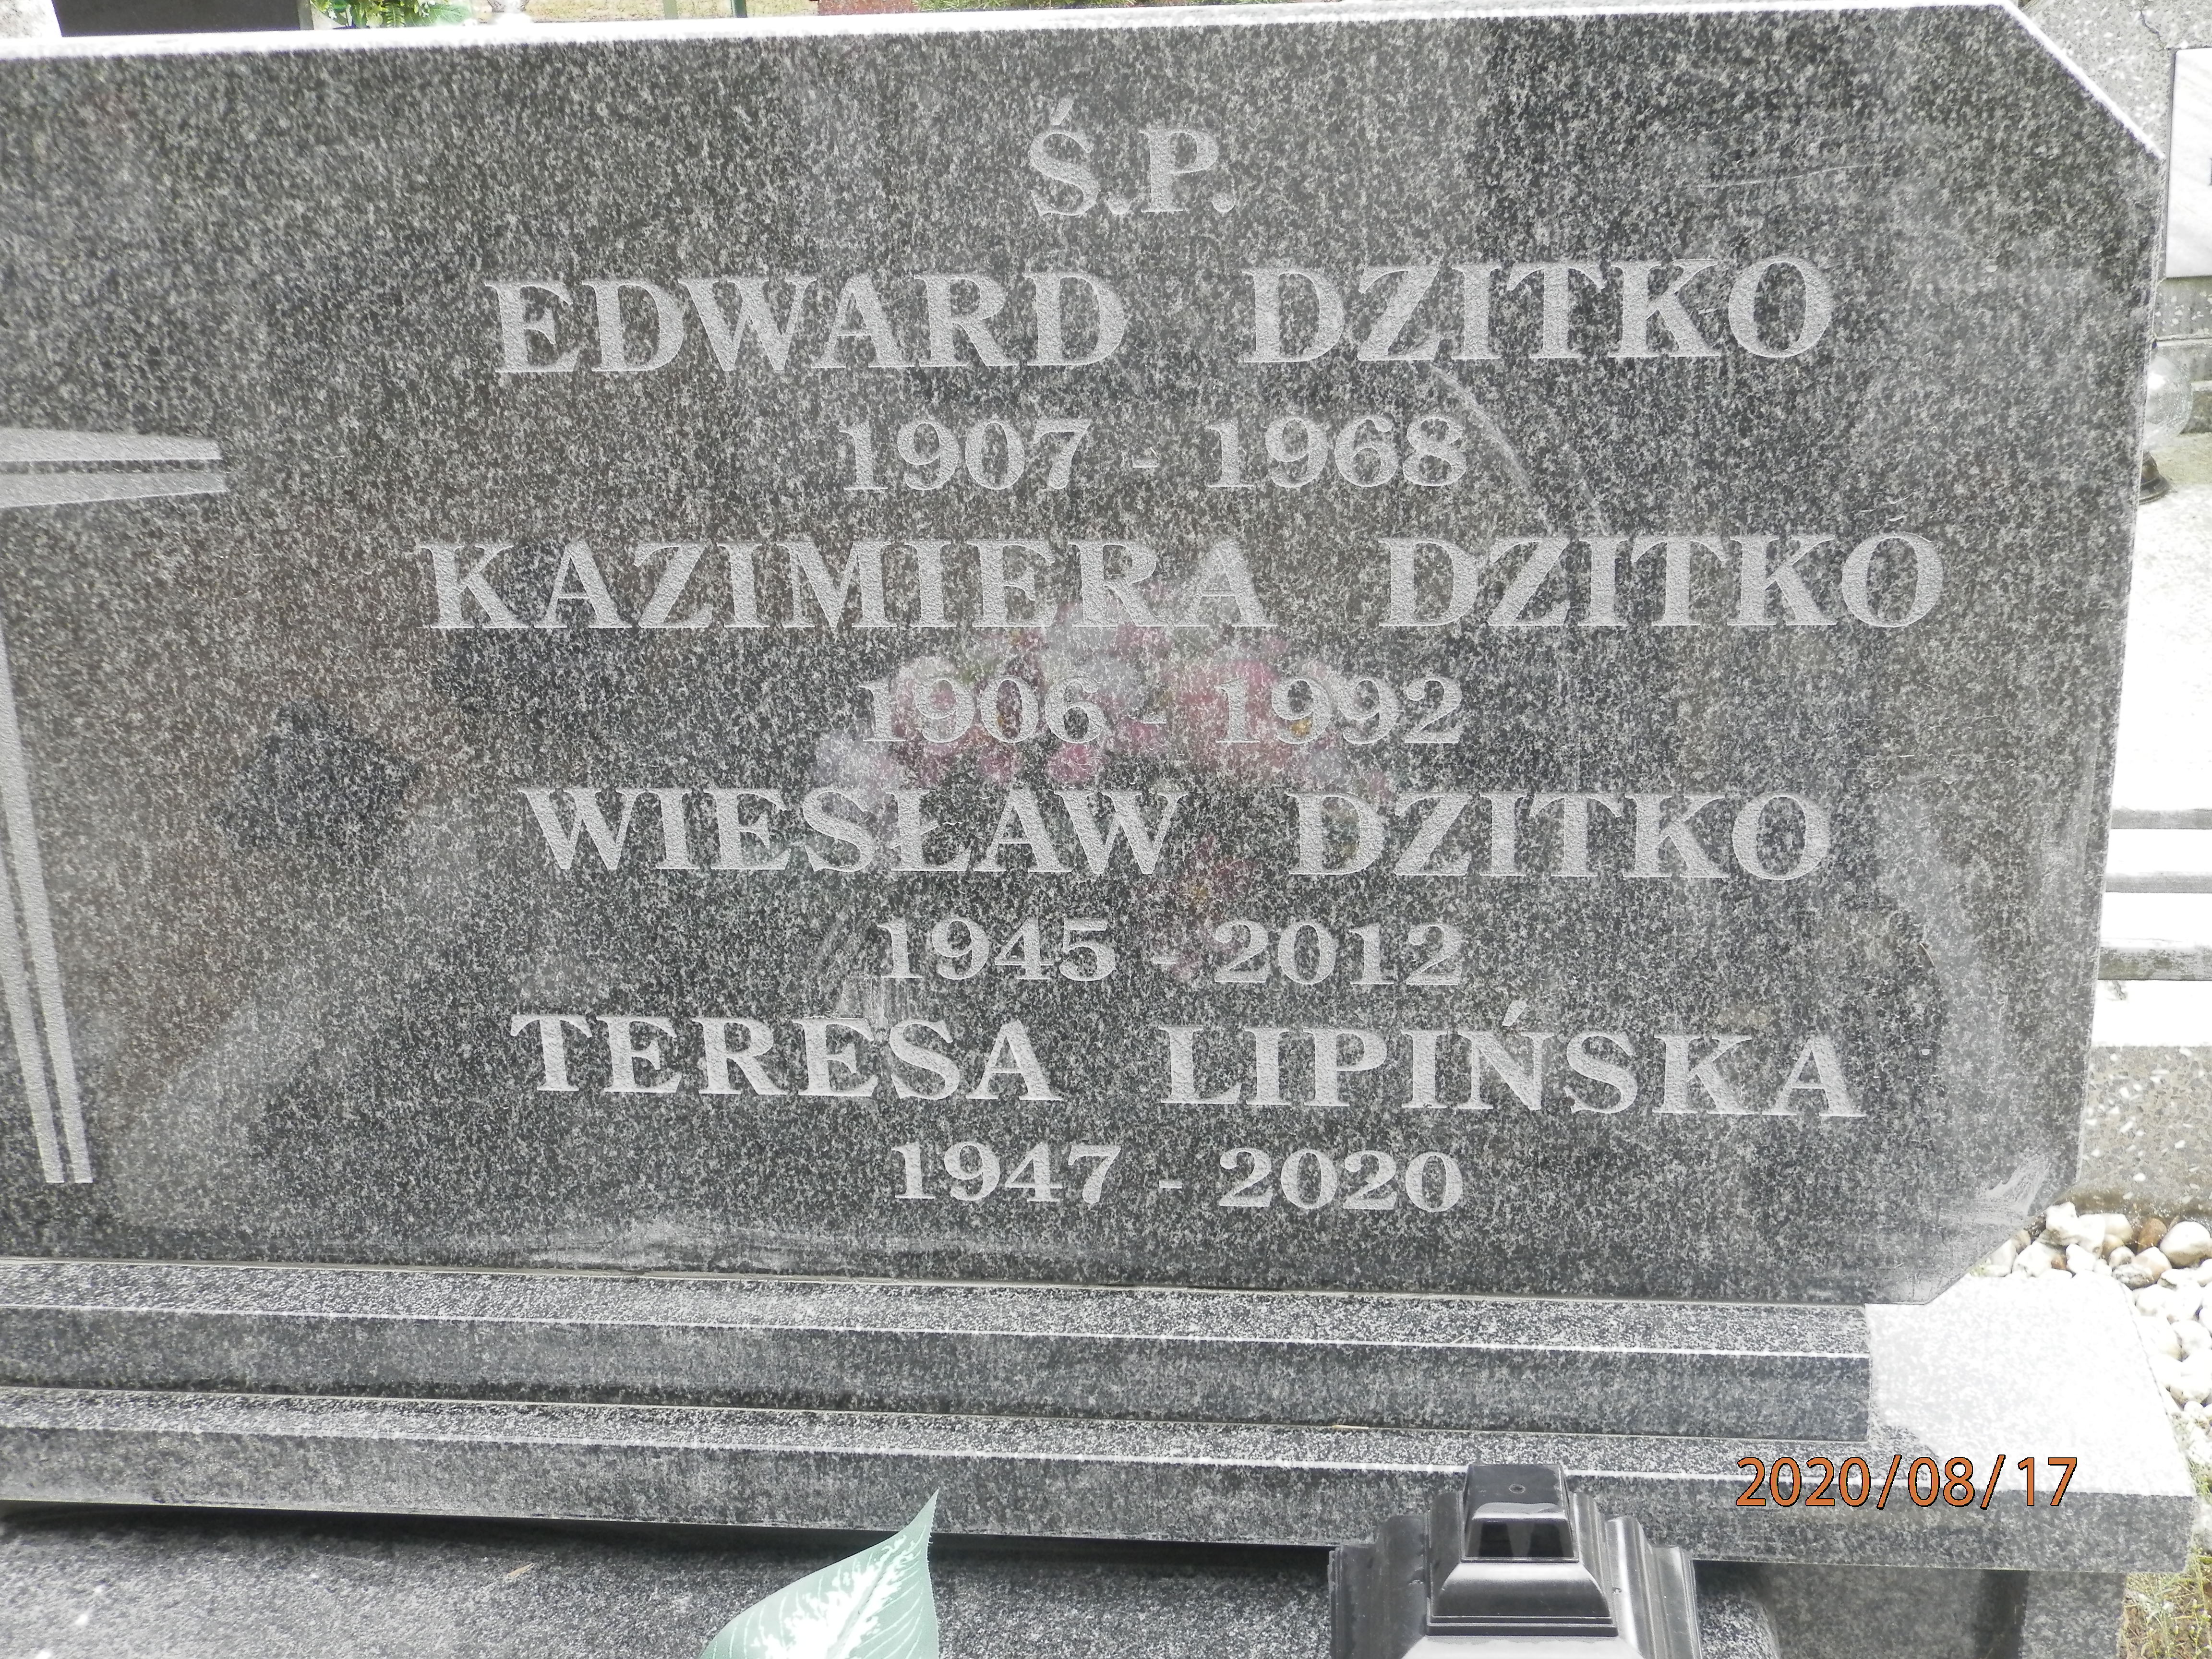 Ś.P.
EDWARD DZITKO
1907 - 1968
KAZIMIERA DZITKO
1906 - 1992
WIESŁAW DZITKO
1945 - 2012
TERESA LIPIŃSKA
1947 - 2020
2020/08/17